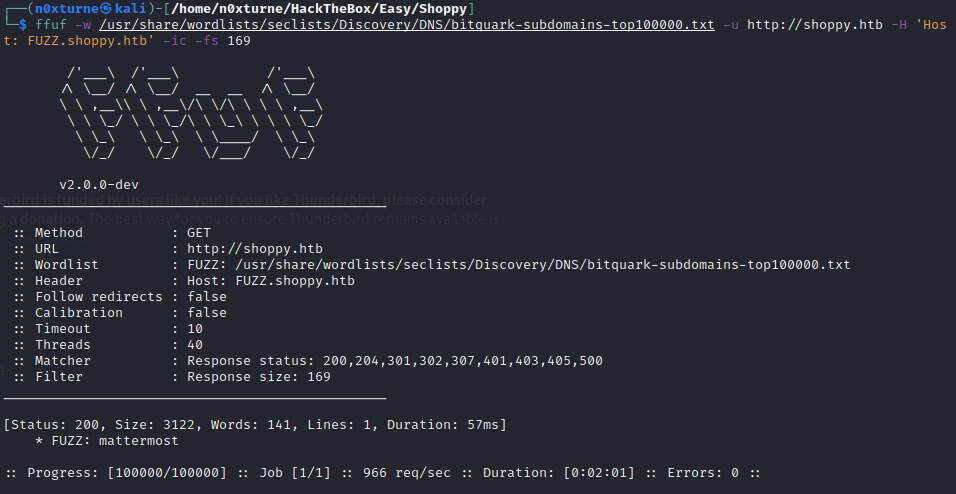 ┌──(n0xturne㉿kali)-[/home/n0xturne/HackTheBox/Easy/Shoppy]
└─$ ffuf -w /usr/share/wordlists/seclists/Discovery/DNS/bitquark-subdomains-top100000.txt -u http://shoppy.htb -H 'Hos
t: FUZZ.shoppy.htb' -ic -fs 169
v2.0.0-dev
erbird is funded by users like you! If you like Thunderbird, please consider
g a donation. The best way for you to ensure Thunderbird remains available is
:: Method : GET
:: URL : http://shoppy.htb
:: Wordlist : FUZZ: /usr/share/wordlists/seclists/Discovery/DNS/bitquark-subdomains-top100000.txt
:: Header : Host: FUZZ.shoppy.htb
:: Follow redirects : false
:: Calibration : false
:: Timeout : 10
:: Threads : 40
:: Matcher : Response status: 200,204,301,302,307,401,403,405,500
:: Filter : Response size: 169
[Status: 200, Size: 3122, Words: 141, Lines: 1, Duration: 57ms]
* FUZZ: mattermost
:: Progress: [100000/100000] :: Job [1/1] :: 966 req/sec :: Duration: [0:02:01] :: Errors: 0 ::